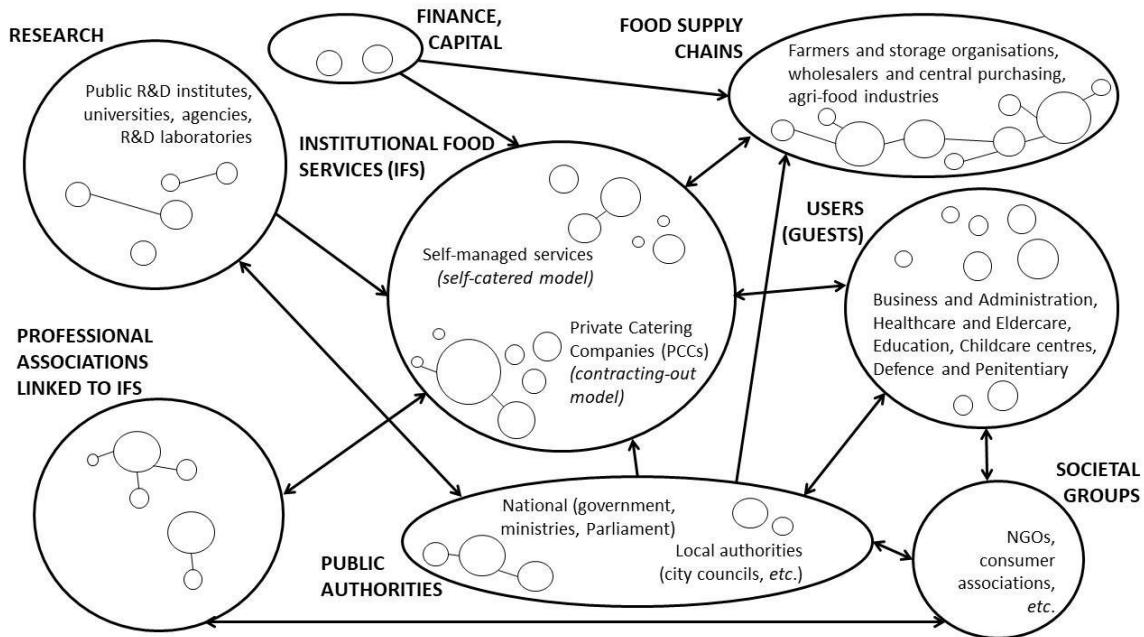 RESEARCH
Public R&D institutes,
universities, agencies,
R&D laboratories
FINANCE,
CAPITAL
FOOD SUPPLY
CHAINS
Farmers and storage organisations,
wholesalers and central purchasing,
agri-food industries
INSTITUTIONAL FOOD
SERVICES (IFS)
Self-managed services
(self-catered model)
Private Catering
Companies (PCCs)
(contracting-out
model)
USERS
(GUESTS)
Business and Administration,
Healthcare and Eldercare,
Education, Childcare centres,
Defence and Penitentiary
PROFESSIONAL
ASSOCIATIONS
LINKED TO IFS
PUBLIC
AUTHORITIES
National (government,
ministries, Parliament)
Local authorities
(city councils, etc.)
SOCIETAL
GROUPS
NGOs,
consumer
associations,
etc.